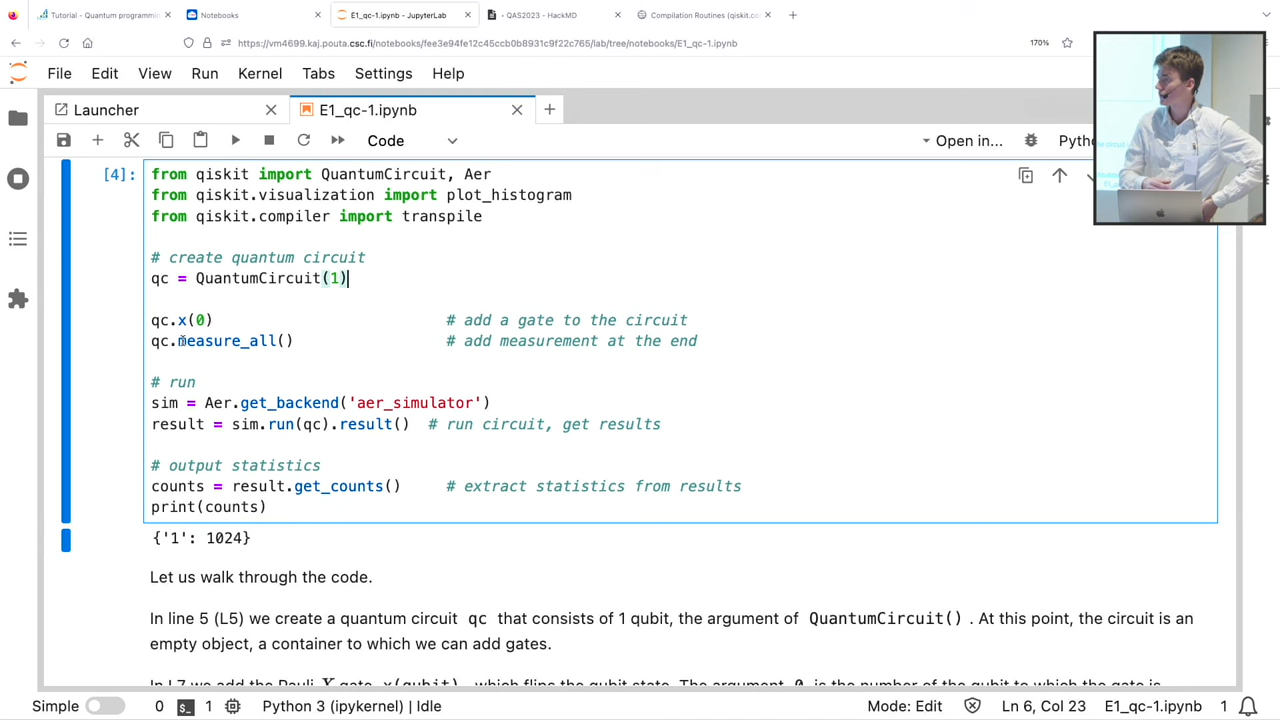 Tutorial - Quantum programmin
Notebooks
E1_qc-1.ipynb - JupyterLab
- QAS2023 - HackMD
Compilation Routines (qiskit.o
https://vm4699.kaj.pouta.csc.fi/notebooks/fee3e94fe12c45ccb0b8931c9f22c765/lab/tree/notebooks/E1_qc-1.ipynb
170%
File Edit View Run Kernel Tabs Settings Help
Launcher
E1_qc-1.ipynb
Code
Open in...
Pytho
[4]:
from qiskit import QuantumCircuit, Aer
from qiskit.visualization import plot_histogram
from qiskit.compiler import transpile
# create quantum circuit
qc = QuantumCircuit(1)
qc.x(0) # add a gate to the circuit
qc.measure_all() # add measurement at the end
# run
sim = Aer.get_backend('aer_simulator')
result = sim.run(qc).result() # run circuit, get results
# output statistics
counts = result.get_counts() # extract statistics from results
print(counts)
{'1': 1024}
Let us walk through the code.
In line 5 (L5) we create a quantum circuit qc that consists of 1 qubit, the argument of QuantumCircuit() . At this point, the circuit is an
empty object, a container to which we can add gates.
In L7 we add the Pauli X gate x(qubit) , which flips the qubit state. The argument 0 is the number of the qubit to which the gate is
Simple 0 1 Python 3 (ipykernel) | Idle Mode: Edit Ln 6, Col 23 E1_qc-1.ipynb 1